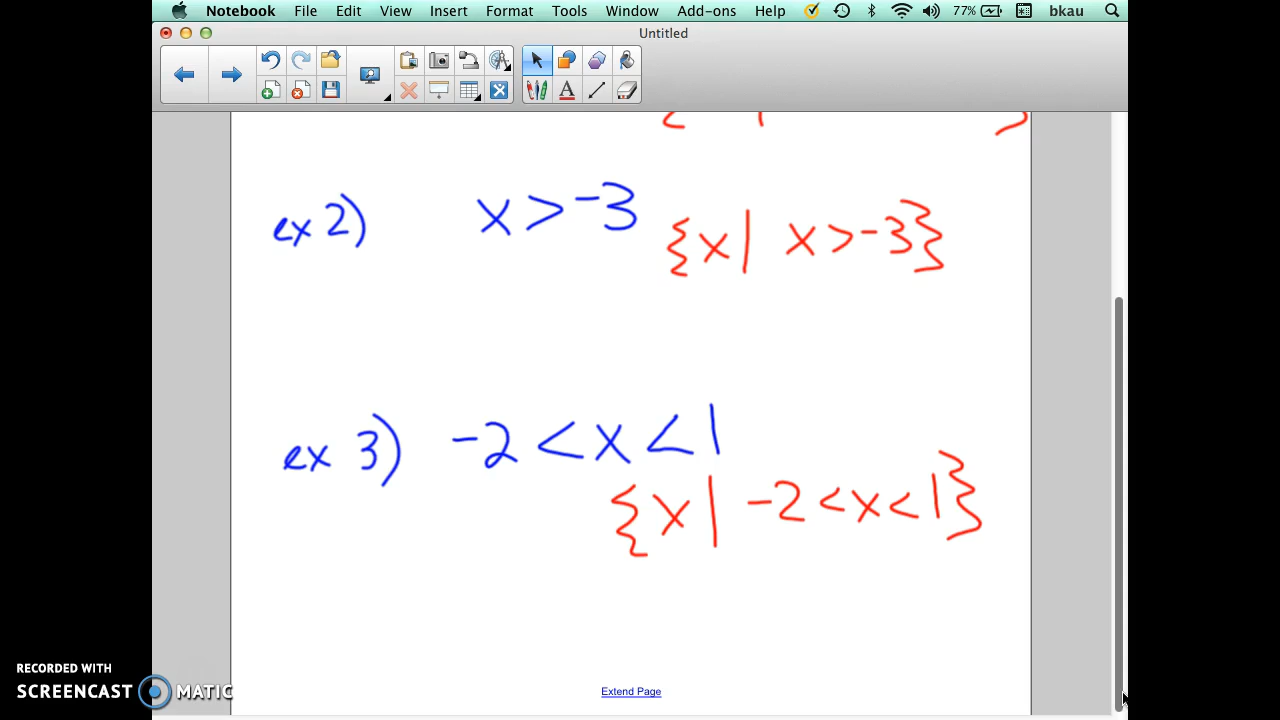 Notebook File Edit View Insert Format Tools Window Add-ons Help 77% bkau
Untitled
ex 2) x > -3 {x | x > -3}
ex 3) -2 < x < 1
{x | -2 < x < 1}
RECORDED WITH
SCREENCAST MATIC
Extend Page